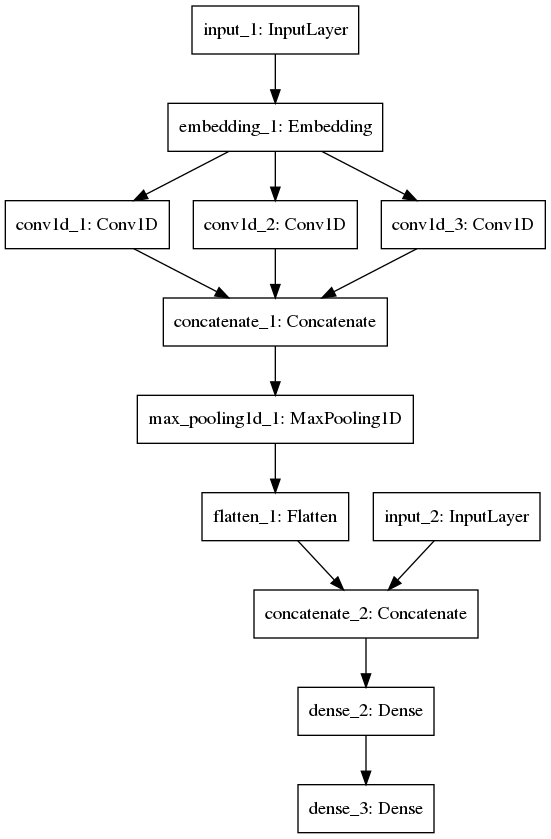 input_1: InputLayer
embedding_1: Embedding
conv1d_1: Conv1D
conv1d_2: Conv1D
conv1d_3: Conv1D
concatenate_1: Concatenate
max_pooling1d_1: MaxPooling1D
flatten_1: Flatten
input_2: InputLayer
concatenate_2: Concatenate
dense_2: Dense
dense_3: Dense